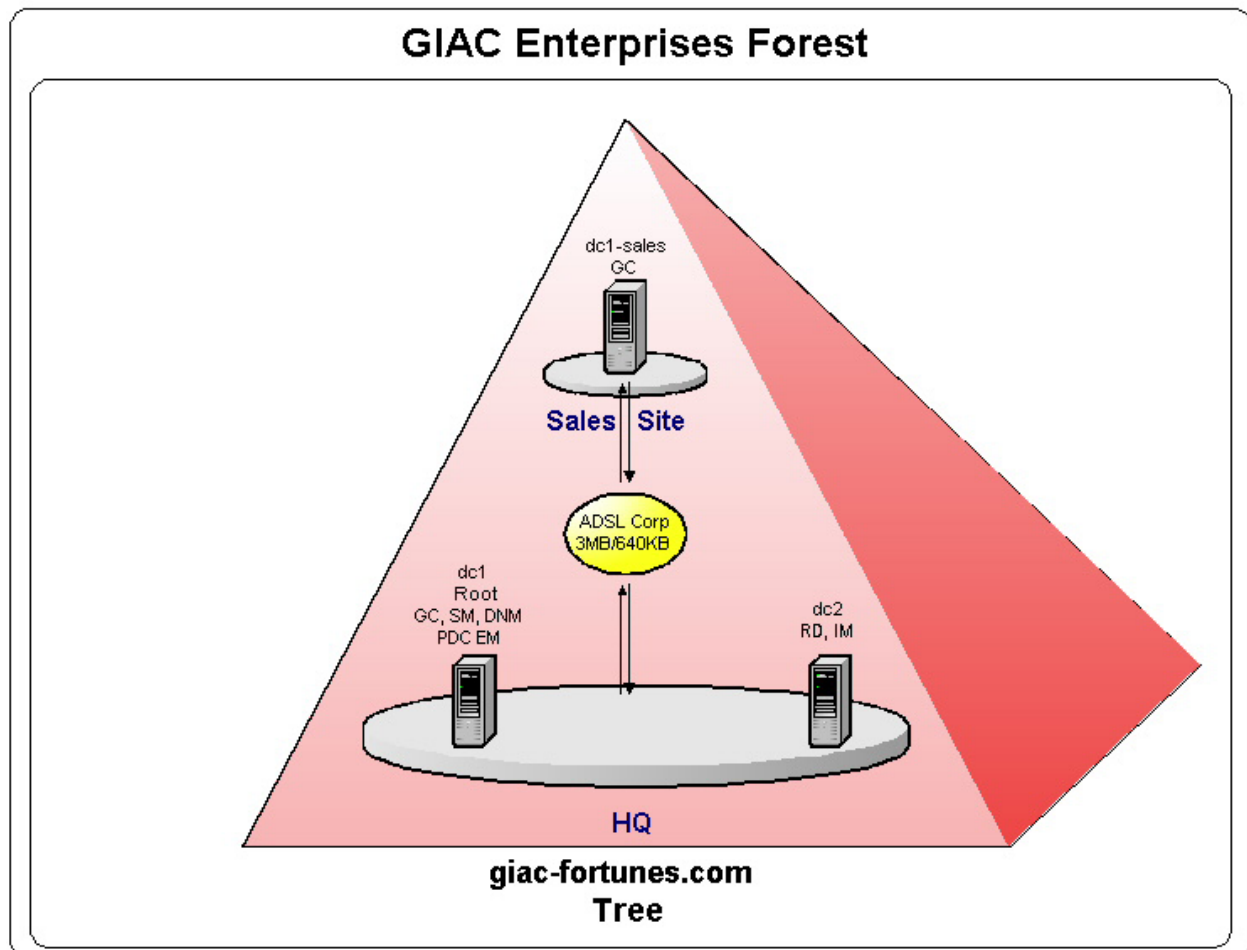 GIAC Enterprises Forest
dc1-sales
GC
Sales Site
ADSL Corp
3MB/640KB
dc1
Root
GC, SM, DNM
PDC EM
dc2
RD, IM
HQ
giac-fortunes.com
Tree